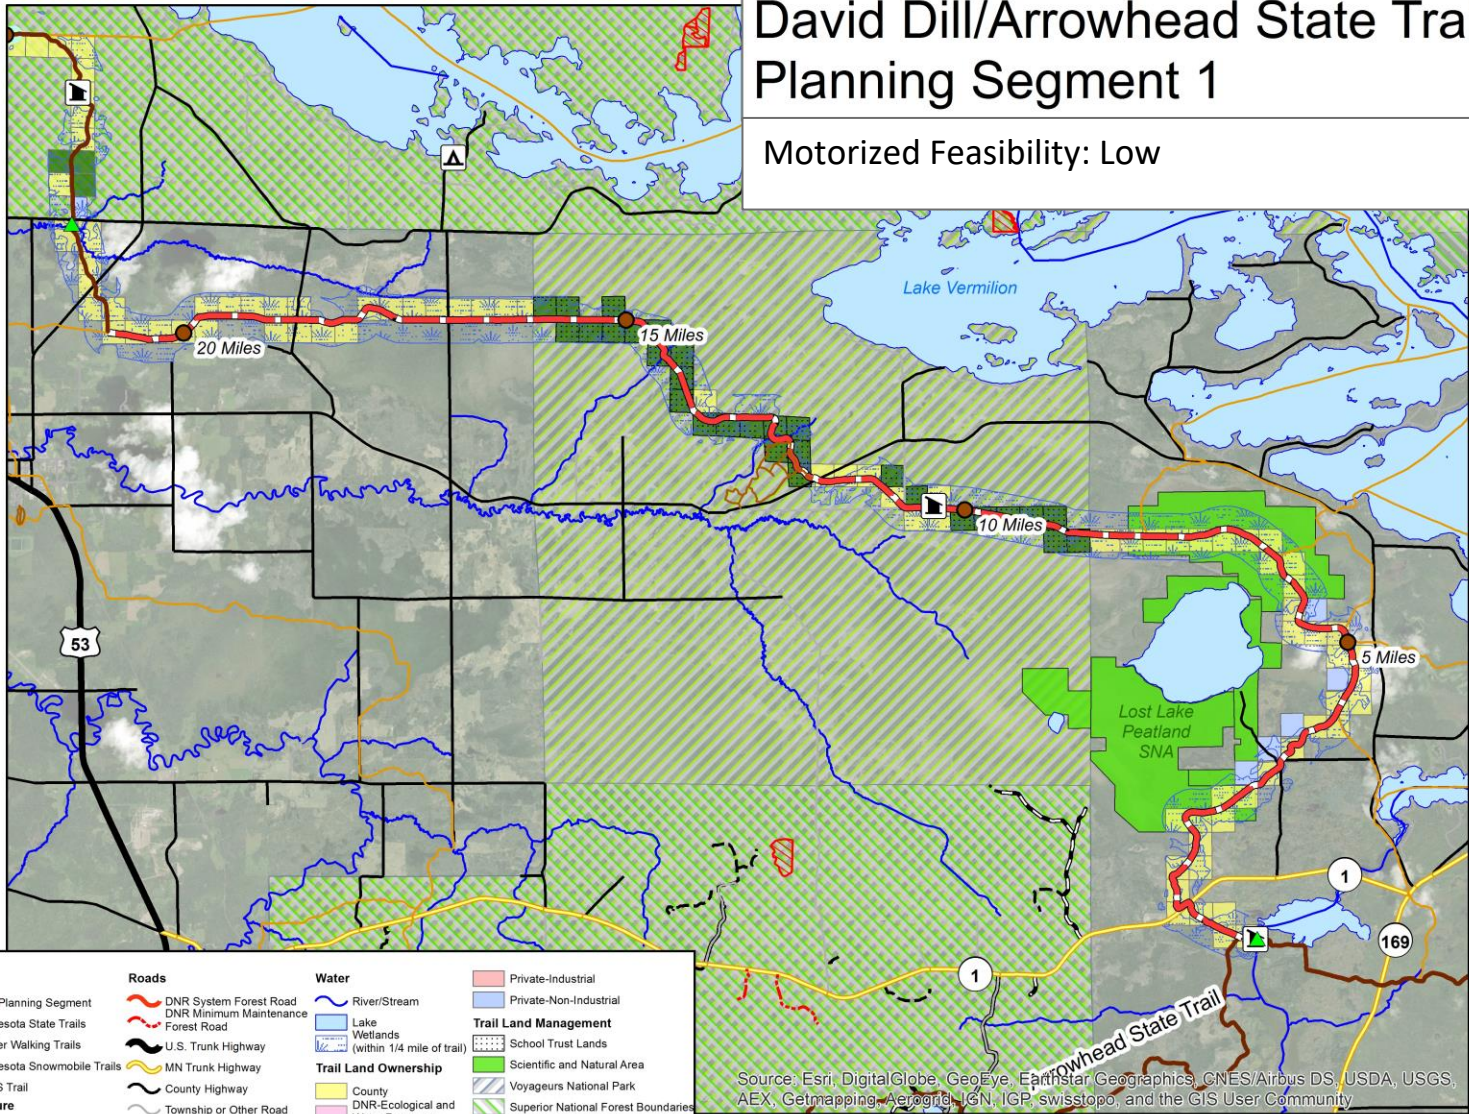 David Dill/Arrowhead State Tra
Planning Segment 1
Motorized Feasibility: Low
Lake Vermilion
15 Miles
20 Miles
10 Miles
5 Miles
53
Lost Lake
Peatland
SNA
1
169
1
Arrowhead State Trail
Planning Segment
esota State Trails
er Walking Trails
esota Snowmobile Trails
S Trail
ure
Roads
DNR System Forest Road
DNR Minimum Maintenance
Forest Road
U.S. Trunk Highway
MN Trunk Highway
County Highway
Township or Other Road
Water
River/Stream
Lake
Wetlands
(within 1/4 mile of trail)
Trail Land Ownership
County
DNR-Ecological and
Private-Industrial
Private-Non-Industrial
Trail Land Management
School Trust Lands
Scientific and Natural Area
Voyageurs National Park
Superior National Forest Boundaries
Source: Esri, DigitalGlobe, GeoEye, Earthstar Geographics, CNES/Airbus DS, USDA, USGS,
AEX, Getmapping, Aerogrid, IGN, IGP, swisstopo, and the GIS User Community